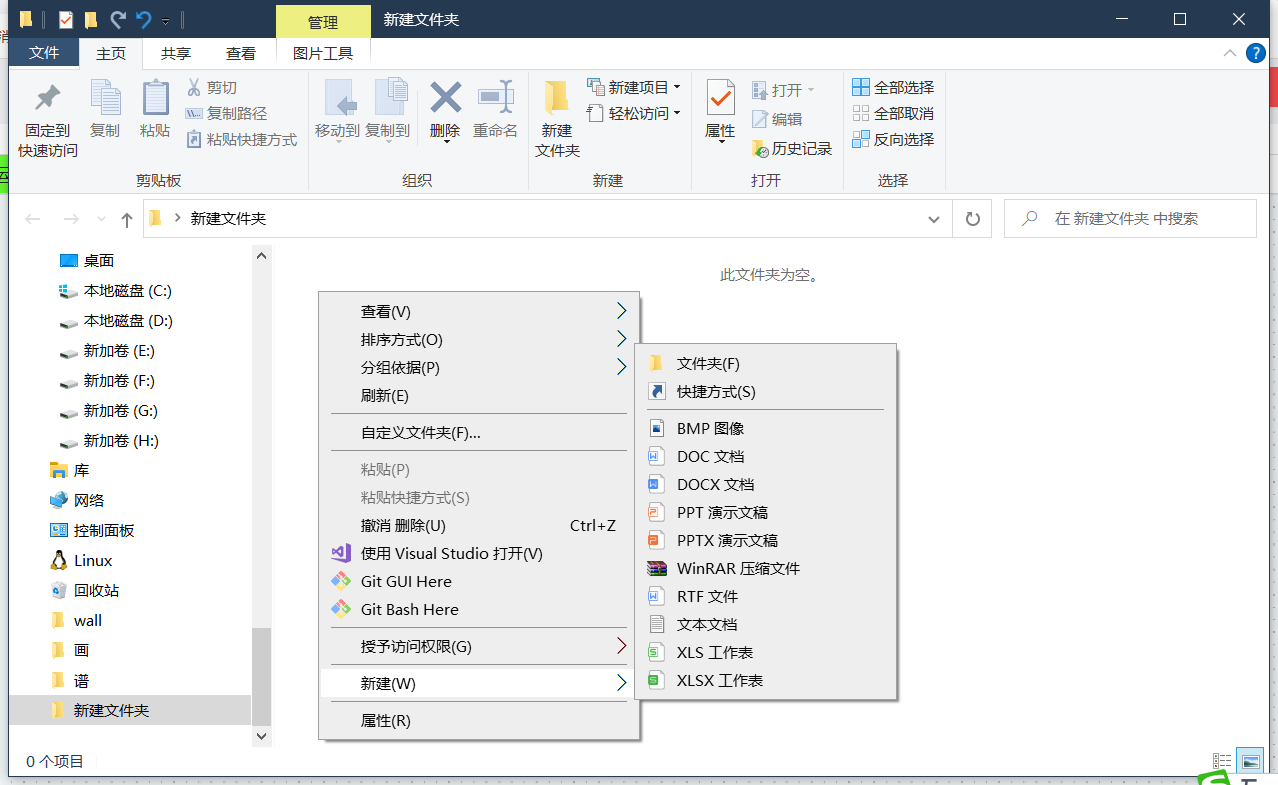 管理
新建文件夹
文件
主页
共享
查看
图片工具
固定到
快速访问
复制
粘贴
剪切
复制路径
粘贴快捷方式
剪贴板
移动到
复制到
删除
重命名
组织
新建
文件夹
新建项目
轻松访问
新建
属性
打开
编辑
历史记录
打开
全部选择
全部取消
反向选择
选择
新建文件夹
在 新建文件夹 中搜索
桌面
本地磁盘 (C:)
本地磁盘 (D:)
新加卷 (E:)
新加卷 (F:)
新加卷 (G:)
新加卷 (H:)
库
网络
控制面板
Linux
回收站
wall
画
谱
新建文件夹
此文件夹为空。
查看(V)
排序方式(O)
分组依据(P)
刷新(E)
自定义文件夹(F)...
粘贴(P)
粘贴快捷方式(S)
撤消 删除(U) Ctrl+Z
使用 Visual Studio 打开(V)
Git GUI Here
Git Bash Here
授予访问权限(G)
新建(W)
属性(R)
文件夹(F)
快捷方式(S)
BMP 图像
DOC 文档
DOCX 文档
PPT 演示文稿
PPTX 演示文稿
WinRAR 压缩文件
RTF 文件
文本文档
XLS 工作表
XLSX 工作表
0 个项目